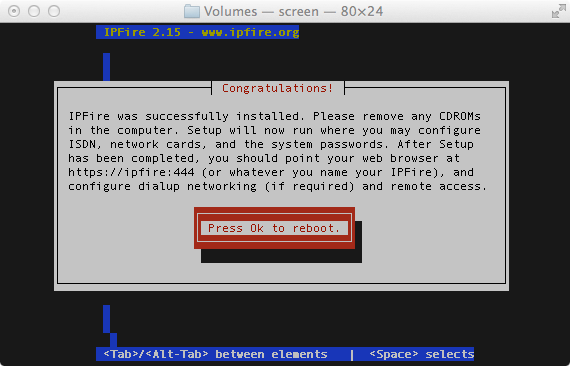 Volumes — screen — 80×24
IPFire 2.15 - www.ipfire.org
Congratulations!
IPFire was successfully installed. Please remove any CDROMs
in the computer. Setup will now run where you may configure
ISDN, network cards, and the system passwords. After Setup
has been completed, you should point your web browser at
https://ipfire:444 (or whatever you name your IPFire), and
configure dialup networking (if required) and remote access.
Press Ok to reboot.
<Tab>/<Alt-Tab> between elements | <Space> selects